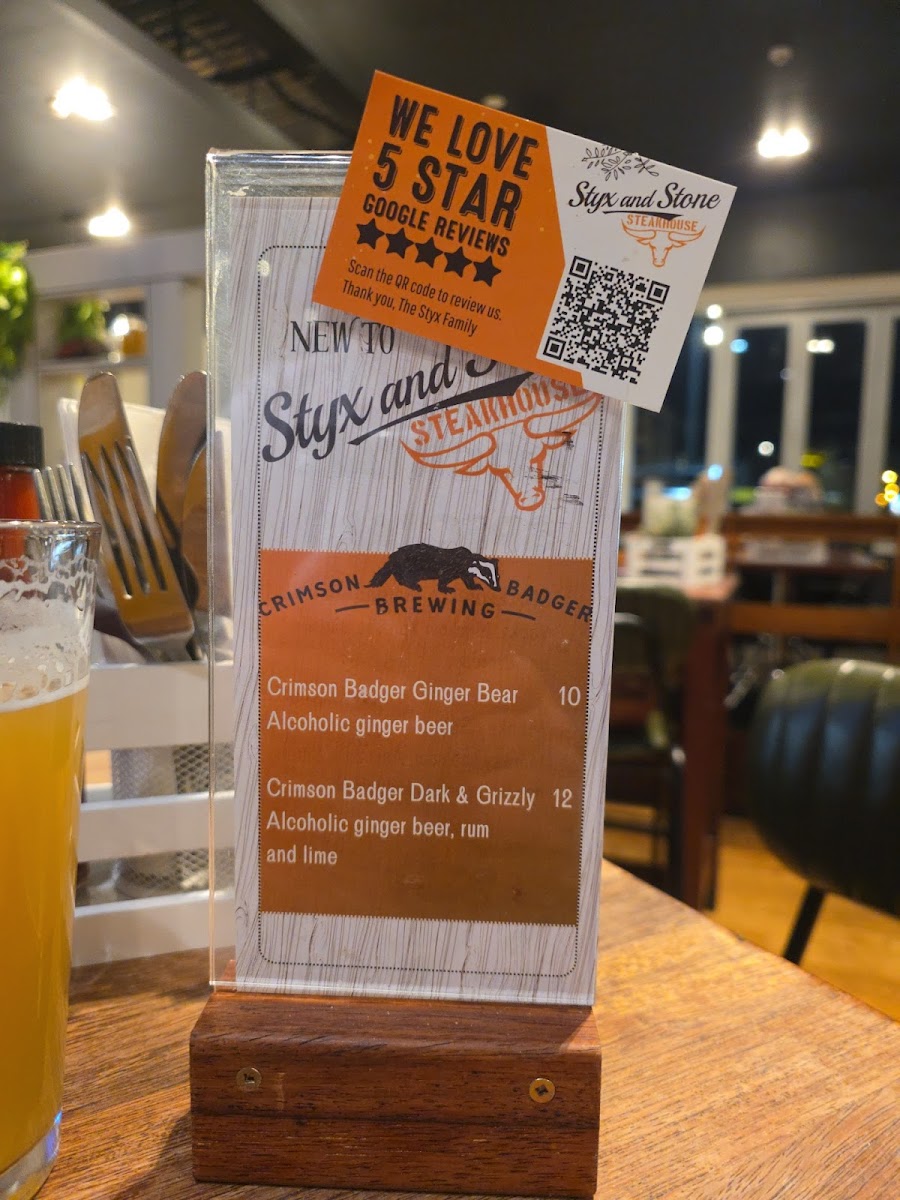 WE LOVE
5 STAR
GOOGLE REVIEWS
Scan the QR code to review us.
Thank you, The Styx Family
Styx and Stone
STEAKHOUSE
NEW TO
Styx and
STEAKHOUSE
CRIMSON BADGER
BREWING
Crimson Badger Ginger Bear 10
Alcoholic ginger beer
Crimson Badger Dark & Grizzly 12
Alcoholic ginger beer, rum
and lime